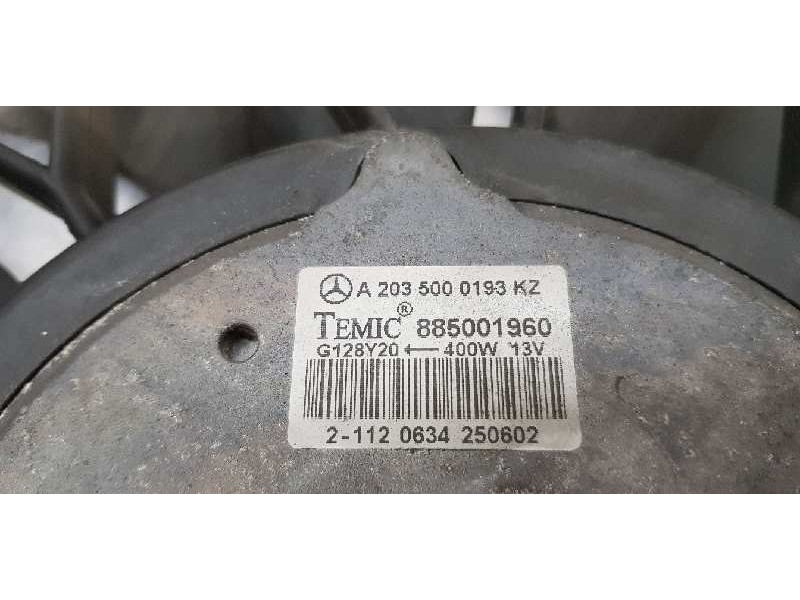 A 203 500 0193 KZ
TEMIC® 885001960
G128Y20 ← 400W 13V
2-112 0634 250602